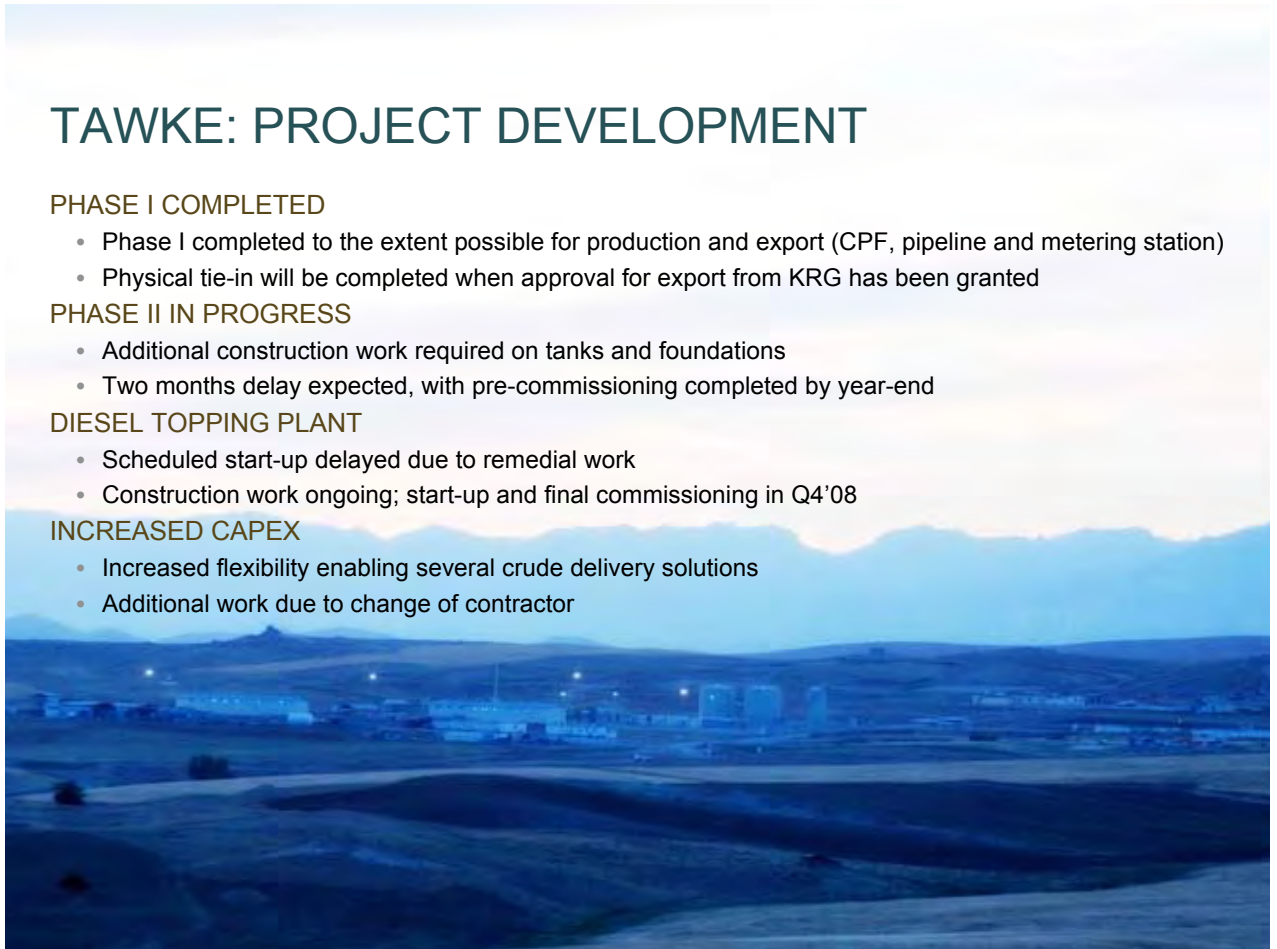 TAWKE: PROJECT DEVELOPMENT
PHASE I COMPLETED
• Phase I completed to the extent possible for production and export (CPF, pipeline and metering station)
• Physical tie-in will be completed when approval for export from KRG has been granted
PHASE II IN PROGRESS
• Additional construction work required on tanks and foundations
• Two months delay expected, with pre-commissioning completed by year-end
DIESEL TOPPING PLANT
• Scheduled start-up delayed due to remedial work
• Construction work ongoing; start-up and final commissioning in Q4’08
INCREASED CAPEX
• Increased flexibility enabling several crude delivery solutions
• Additional work due to change of contractor